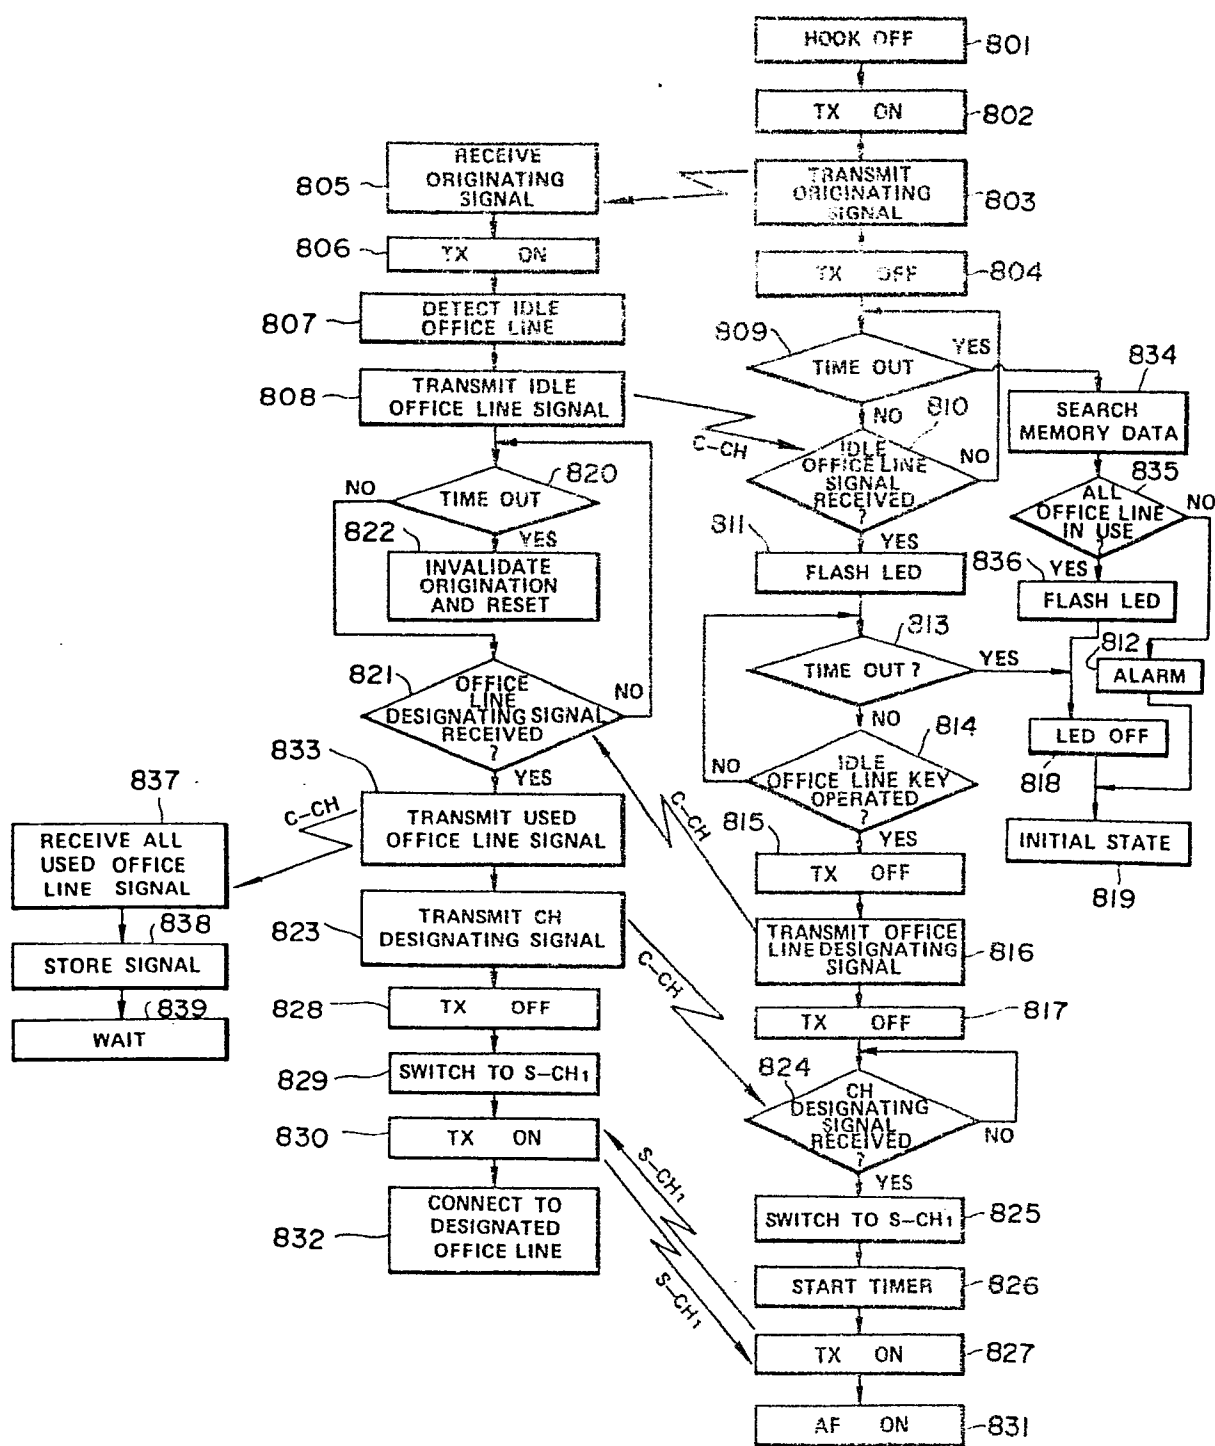 HOOK OFF
801
TX ON
802
TRANSMIT
ORIGINATING
SIGNAL
803
TX OFF
804
RECEIVE
ORIGINATING
SIGNAL
805
TX ON
806
DETECT IDLE
OFFICE LINE
807
TRANSMIT IDLE
OFFICE LINE SIGNAL
808
C-CH
TIME OUT
809
YES
NO
IDLE
OFFICE LINE
SIGNAL
RECEIVED
?
810
NO
YES
SEARCH
MEMORY DATA
834
ALL
OFFICE LINE
IN USE
?
835
NO
YES
FLASH LED
836
ALARM
812
LED OFF
818
INITIAL STATE
819
FLASH LED
811
TIME OUT ?
813
YES
NO
IDLE
OFFICE LINE KEY
OPERATED
?
814
NO
YES
TX OFF
815
TRANSMIT OFFICE
LINE DESIGNATING
SIGNAL
816
C-CH
TX OFF
817
TIME OUT
820
NO
YES
INVALIDATE
ORIGINATION
AND RESET
822
OFFICE
LINE
DESIGNATING SIGNAL
RECEIVED
?
821
NO
YES
TRANSMIT USED
OFFICE LINE SIGNAL
833
C-CH
RECEIVE ALL
USED OFFICE
LINE SIGNAL
837
STORE SIGNAL
838
WAIT
839
TRANSMIT CH
DESIGNATING SIGNAL
823
C-CH
TX OFF
828
SWITCH TO S-CH1
829
TX ON
830
CONNECT TO
DESIGNATED
OFFICE LINE
832
CH
DESIGNATING
SIGNAL
RECEIVED
?
824
NO
YES
SWITCH TO S-CH1
825
START TIMER
826
S-CH1
S-CH1
TX ON
827
AF ON
831